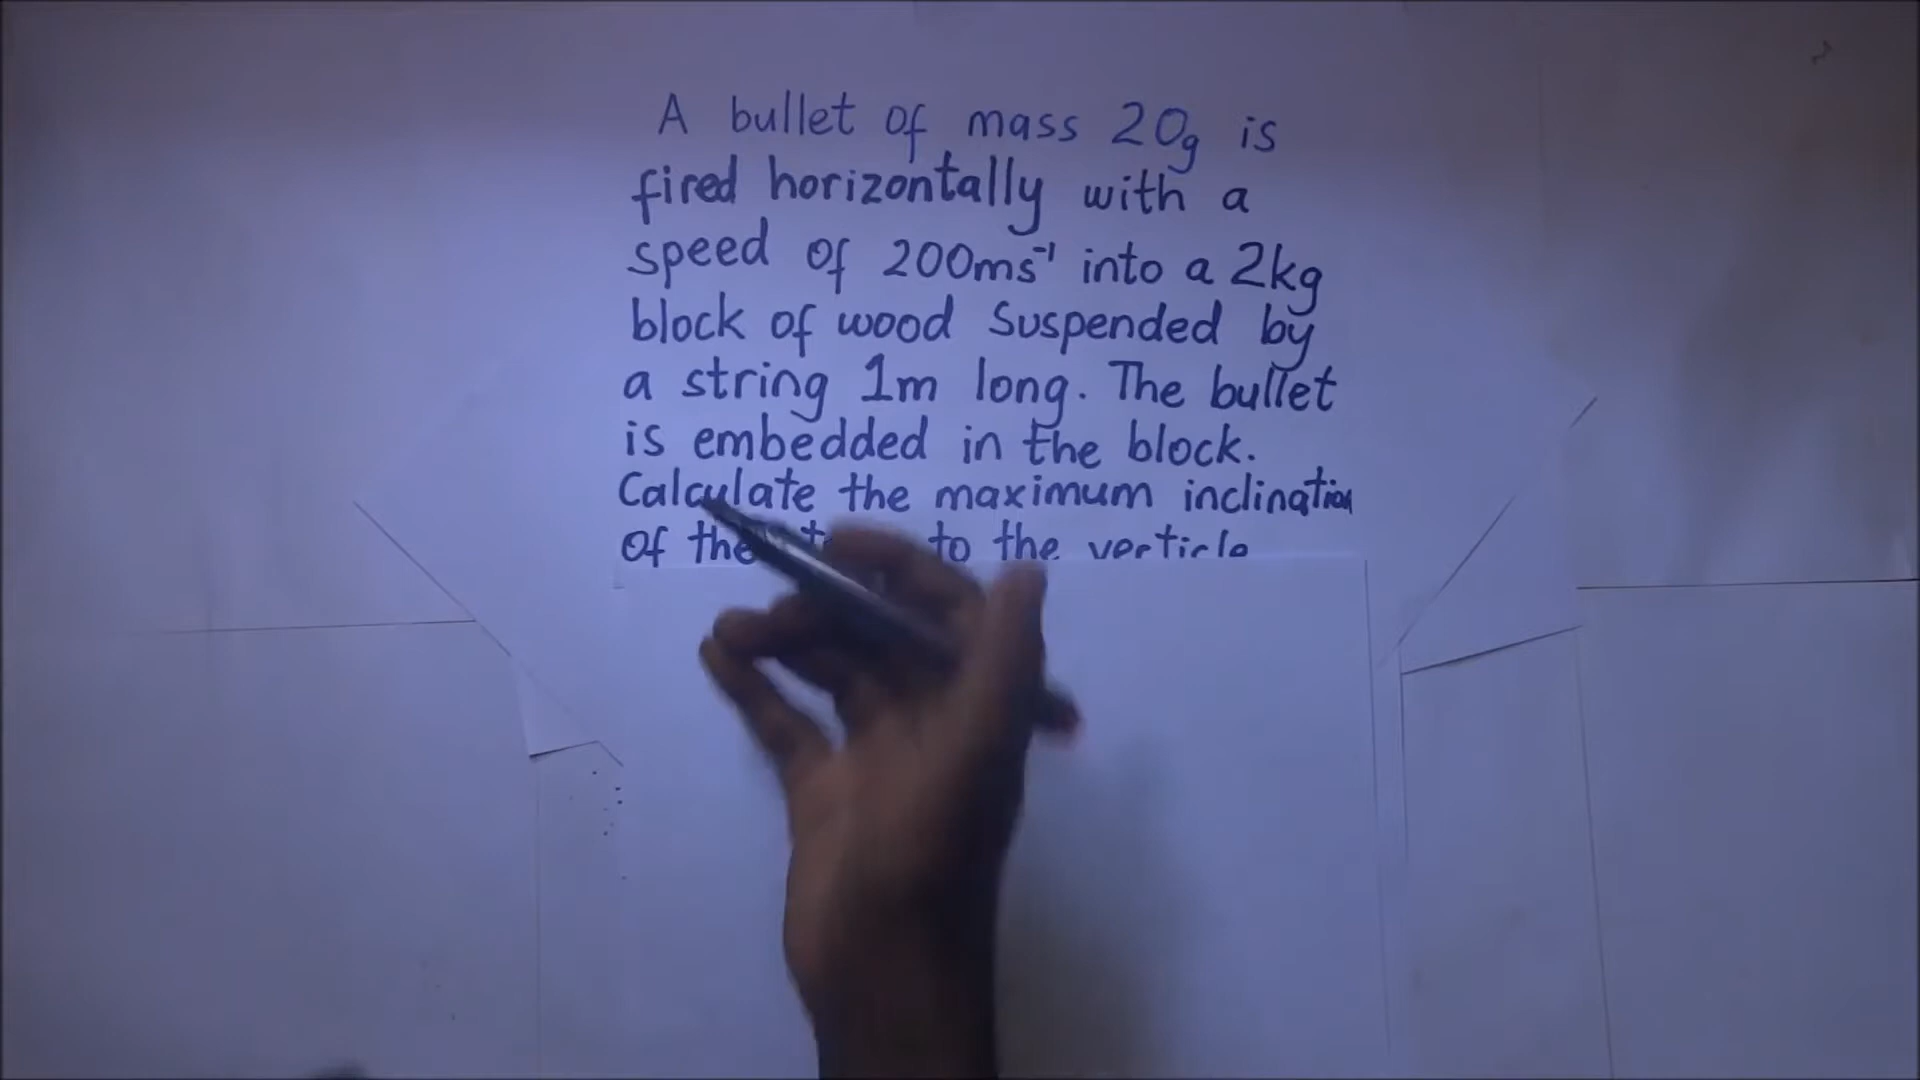 A bullet of mass 20g is
fired horizontally with a
speed of 200ms⁻¹ into a 2kg
block of wood Suspended by
a string 1m long. The bullet
is embedded in the block.
Calculate the maximum inclination
Of the to the verticle